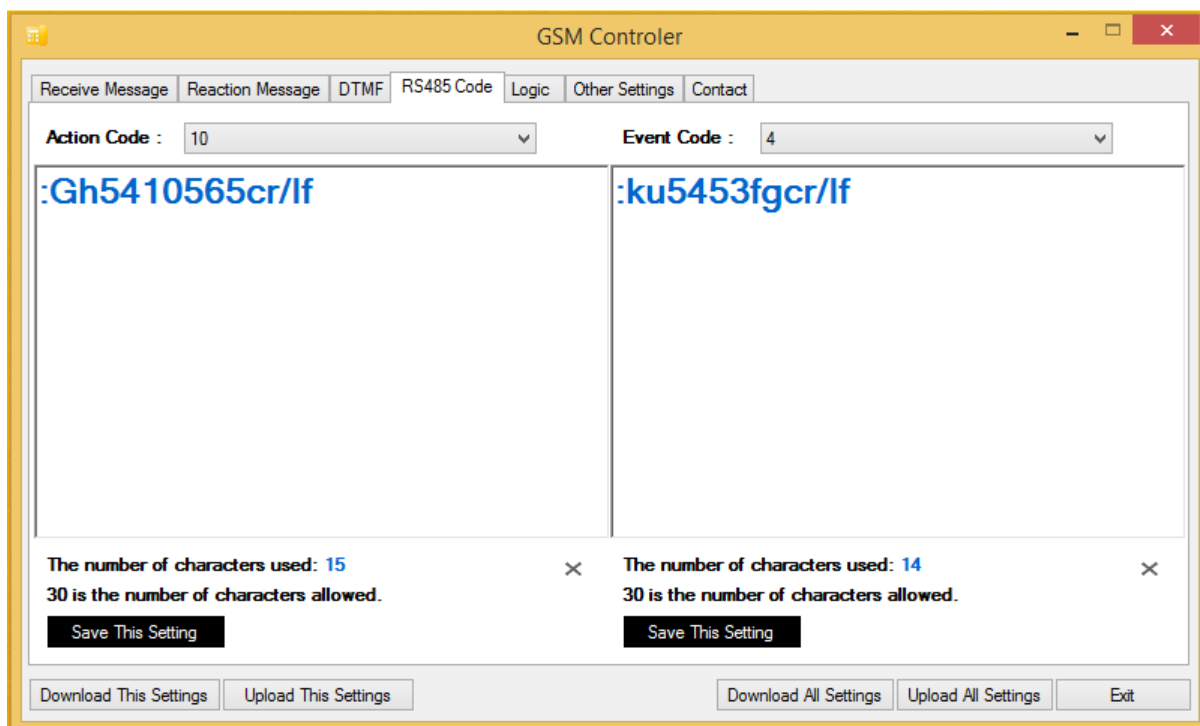 GSM Controler
Receive Message Reaction Message DTMF RS485 Code Logic Other Settings Contact
Action Code : 10 Event Code : 4
:Gh5410565cr/lf :ku5453fgcr/lf
The number of characters used: 15 The number of characters used: 14
30 is the number of characters allowed. 30 is the number of characters allowed.
Save This Setting Save This Setting
Download This Settings Upload This Settings Download All Settings Upload All Settings Exit